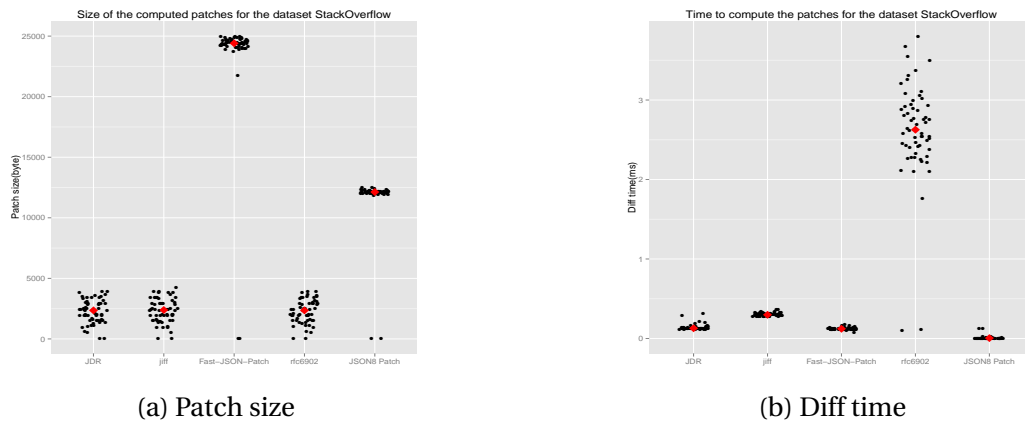 Size of the computed patches for the dataset StackOverflow
25000
20000
15000
10000
5000
0
Patch size(byte)
JDR
jiff
Fast−JSON−Patch
rfc6902
JSON8 Patch
(a) Patch size
Time to compute the patches for the dataset StackOverflow
3
2
1
0
Diff time(ms)
JDR
jiff
Fast−JSON−Patch
rfc6902
JSON8 Patch
(b) Diff time